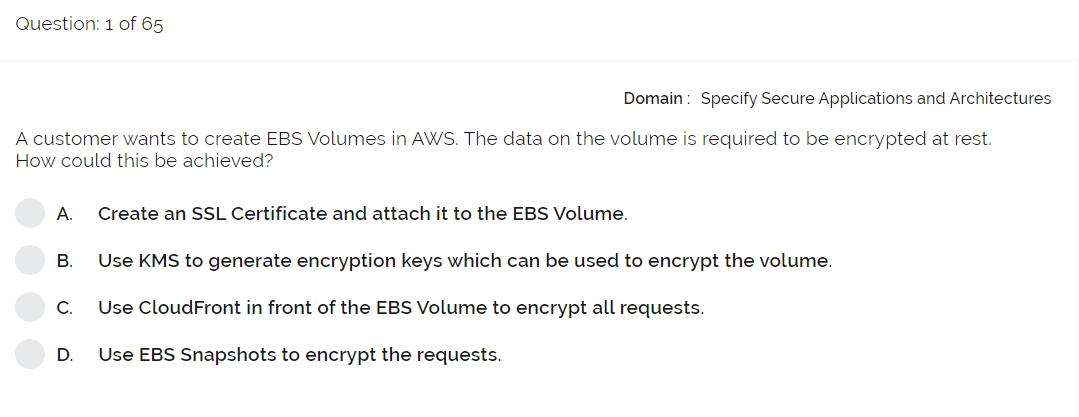 Question: 1 of 65
Domain : Specify Secure Applications and Architectures
A customer wants to create EBS Volumes in AWS. The data on the volume is required to be encrypted at rest.
How could this be achieved?
A. Create an SSL Certificate and attach it to the EBS Volume.
B. Use KMS to generate encryption keys which can be used to encrypt the volume.
C. Use CloudFront in front of the EBS Volume to encrypt all requests.
D. Use EBS Snapshots to encrypt the requests.